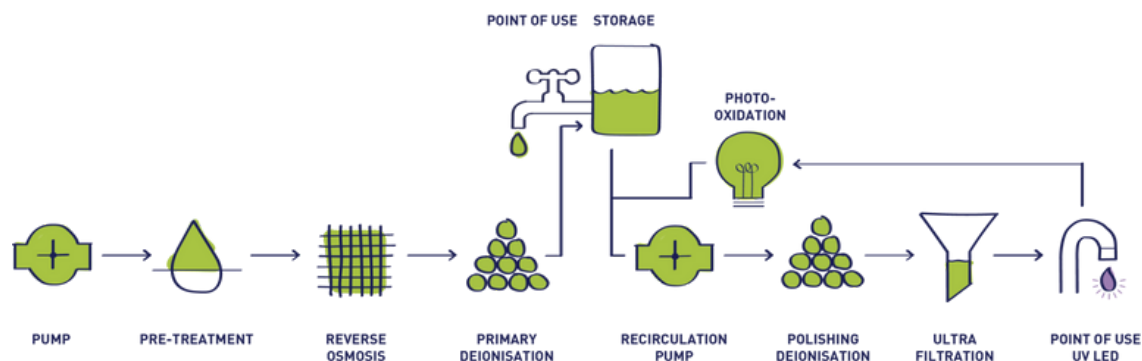 POINT OF USE
STORAGE
PHOTO-
OXIDATION
PUMP
PRE-TREATMENT
REVERSE
OSMOSIS
PRIMARY
DEIONISATION
RECIRCULATION
PUMP
POLISHING
DEIONISATION
ULTRA
FILTRATION
POINT OF USE
UV LED